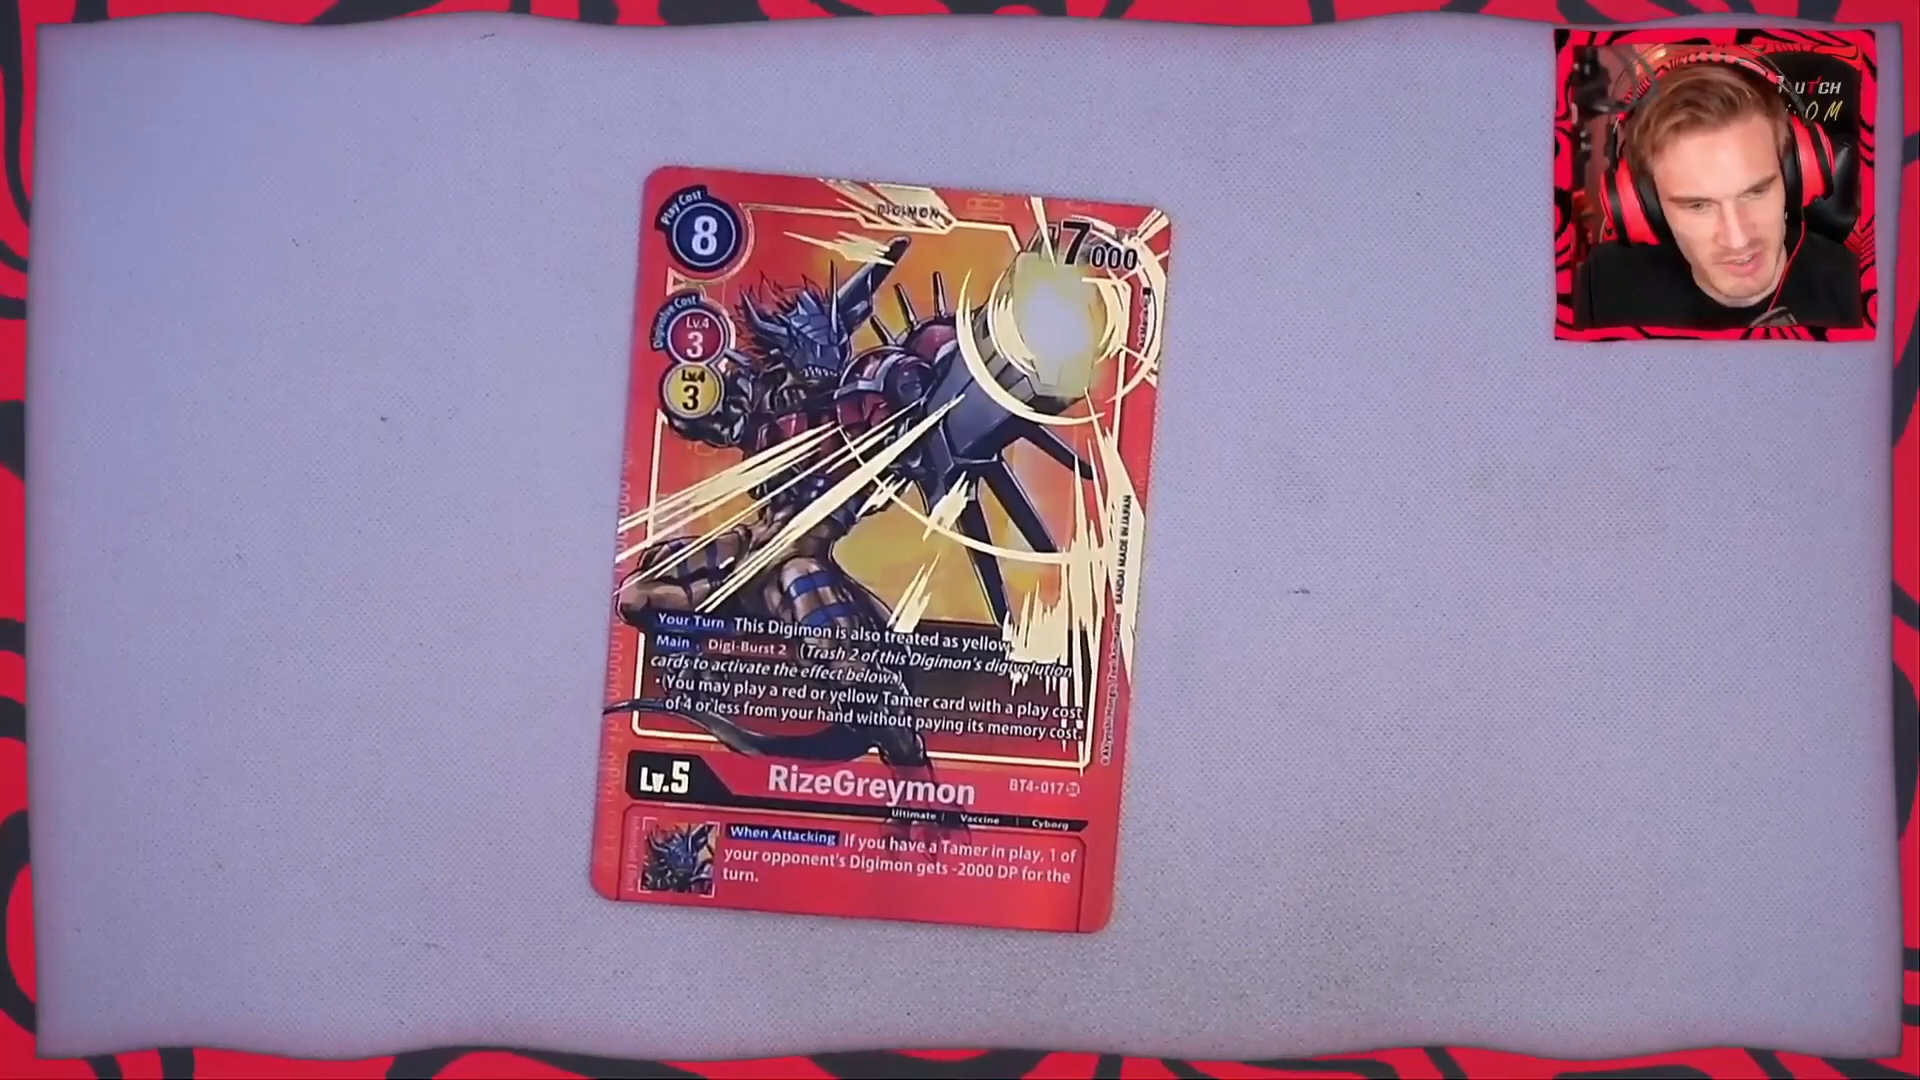 Play Cost
8
DIGIMON
7000
Digivolve Cost
Lv.4
3
Lv.4
3
BANDAI MADE IN JAPAN
Your Turn This Digimon is also treated as yellow
Main Digi-Burst 2 (Trash 2 of this Digimon's digivolution
cards to activate the effect below.)
・(You may play a red or yellow Tamer card with a play cost
of 4 or less from your hand without paying its memory cost.
Lv.5
RizeGreymon
BT4-017
Ultimate | Vaccine | Cyborg
When Attacking If you have a Tamer in play, 1 of
your opponent's Digimon gets -2000 DP for the
turn.